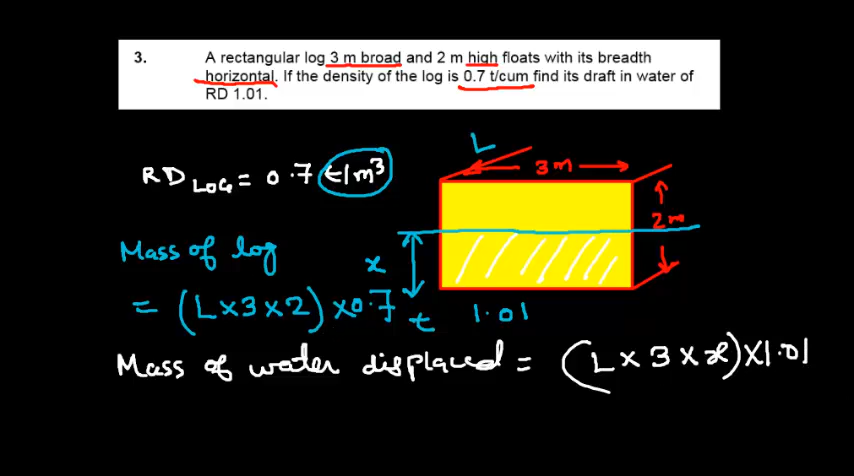 3. A rectangular log 3 m broad and 2 m high floats with its breadth
horizontal. If the density of the log is 0.7 t/cum find its draft in water of
RD 1.01.
RD LOG = 0.7 t/m³
L
3m
2m
Mass of log
x
= (L×3×2)×0.7 t
1.01
Mass of water displaced = (L×3×x)×1.01